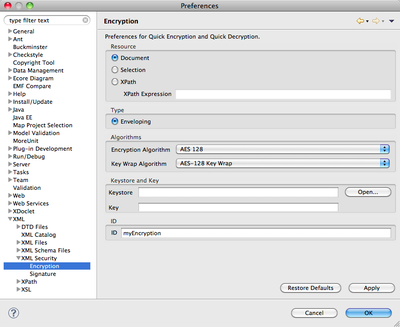 Preferences
type filter text
General
Ant
Buckminster
Checkstyle
Copyright Tool
Data Management
Ecore Diagram
EMF Compare
Help
Install/Update
Java
Java EE
Map Project Selection
Model Validation
MoreUnit
Plug-in Development
Run/Debug
Server
Tasks
Team
Validation
Web
Web Services
XDoclet
XML
DTD Files
XML Catalog
XML Files
XML Schema Files
XML Security
Encryption
Signature
XPath
XSL
Encryption
Preferences for Quick Encryption and Quick Decryption.
Resource
Document
Selection
XPath
XPath Expression
Type
Enveloping
Algorithms
Encryption Algorithm AES 128
Key Wrap Algorithm AES-128 Key Wrap
Keystore and Key
Keystore Open...
Key
ID
ID myEncryption
Restore Defaults Apply
? Cancel OK